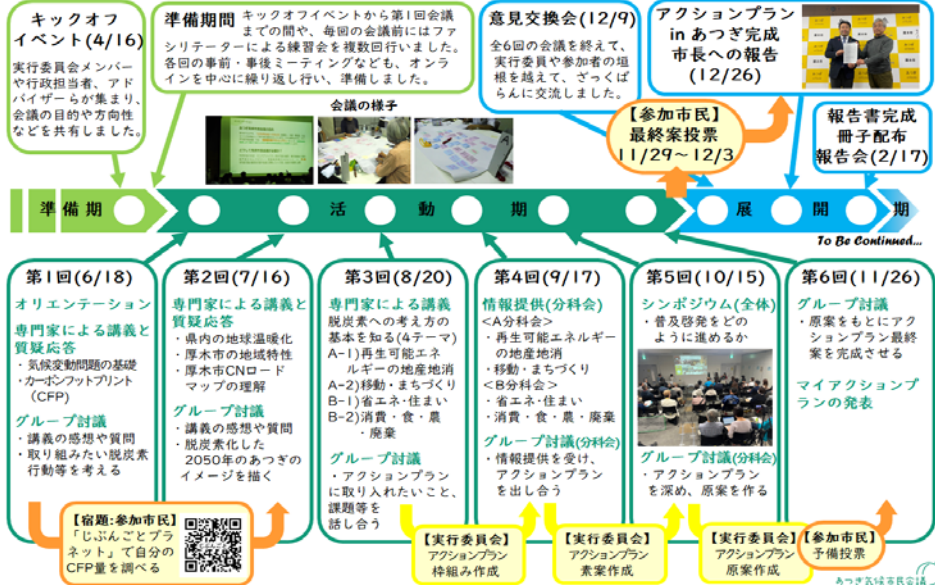 キックオフ
イベント(4/16)
実行委員会メンバー
や行政担当者、アド
バイザーらが集まり、
会議の目的や方向性
などを共有しました。
準備期間
キックオフイベントから第1回会議
までの間や、毎回の会議前にはファ
シリテーターによる練習会を複数回行いました。
各回の事前・事後ミーティングなども、オンラ
インを中心に繰り返し行い、準備しました。
会議の様子
意見交換会(12/9)
全6回の会議を終えて、
実行委員や参加者の垣
根を越えて、ざっくば
らんに交流しました。
アクションプラン
in あつぎ完成
市長への報告
(12/26)
【参加市民】
最終案投票
11/29~12/3
報告書完成
冊子配布
報告会(2/17)
準備期
活動期
展開期
To Be Continued...
第1回(6/18)
オリエンテーション
専門家による講義と
質疑応答
・気候変動問題の基礎
・カーボンフットプリント
(CFP)
グループ討議
・講義の感想や質問
・取り組みたい脱炭素
行動等を考える
第2回(7/16)
専門家による講義と
質疑応答
・県内の地球温暖化
・厚木市の地域特性
・厚木市CNロード
マップの理解
グループ討議
・講義の感想や質問
・脱炭素化した
2050年のあつぎの
イメージを描く
第3回(8/20)
専門家による講義
脱炭素への考え方の
基本を知る(4テーマ)
A-1)再生可能エネ
ルギーの地産地消
A-2)移動・まちづくり
B-1)省エネ・住まい
B-2)消費・食・農
・廃棄
グループ討議
・アクションプラン
に取り入れたいこと、
課題等を
話し合う
第4回(9/17)
情報提供(分科会)
<A分科会>
・再生可能エネルギー
の地産地消
・移動・まちづくり
<B分科会>
・省エネ・住まい
・消費・食・農・廃棄
グループ討議(分科会)
・情報提供を受け、
アクションプラン
を出し合う
第5回(10/15)
シンポジウム(全体)
・普及啓発をどの
ように進めるか
グループ討議(分科会)
・アクションプラン
を深め、原案を作る
第6回(11/26)
グループ討議
・原案をもとにア
クションプラン最終
案を完成させる
マイアクションプ
ランの発表
【宿題:参加市民】
「じぶんごとプラ
ネット」で自分の
CFP量を調べる
【実行委員会】
アクションプラン
枠組み作成
【実行委員会】
アクションプラン
素案作成
【実行委員会】
アクションプラン
原案作成
【参加市民】
予備投票
あつぎ気候市民会議